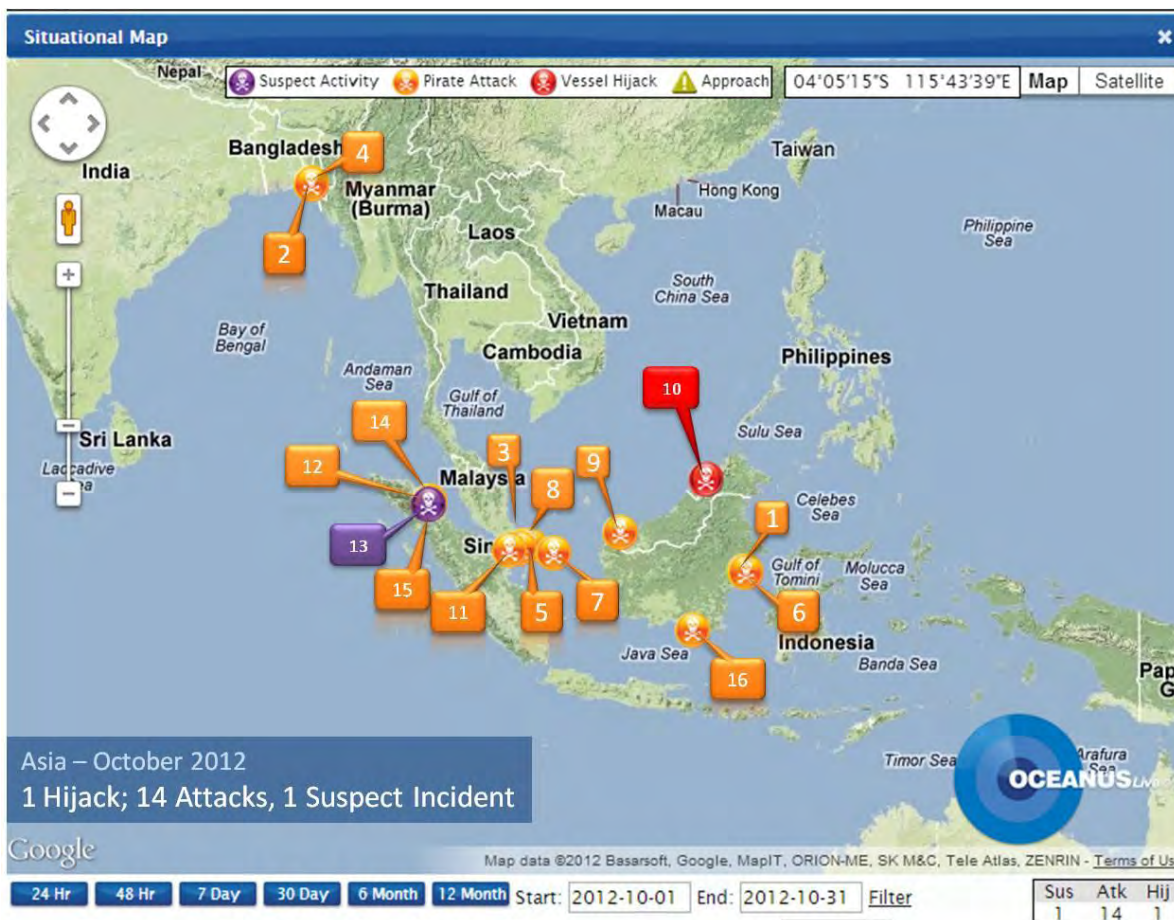 Situational Map
Suspect Activity Pirate Attack Vessel Hijack Approach
04°05'15"S 115°43'39"E Map Satellite
Nepal
Bangladesh
Taiwan
India
Myanmar
(Burma)
Hong Kong
Macau
Laos
Philippine
Sea
South
China Sea
Thailand
Bay of
Bengal
Vietnam
Cambodia
Philippines
Andaman
Sea
Gulf of
Thailand
Sulu Sea
Sri Lanka
Malaysia
Celebes
Sea
Gulf of
Tomini
Molucca
Sea
Indonesia
Java Sea
Banda Sea
4
2
10
14
3
9
12
8
1
13
15
11
5
7
6
16
Asia – October 2012
1 Hijack; 14 Attacks, 1 Suspect Incident
Timor Sea
Arafura
Sea
OCEANUSLive
Google
Map data ©2012 Basarsoft, Google, MapIT, ORION-ME, SK M&C, Tele Atlas, ZENRIN - Terms of Us
24 Hr 48 Hr 7 Day 30 Day 6 Month 12 Month Start: 2012-10-01 End: 2012-10-31 Filter
Sus Atk Hij
1 14 1